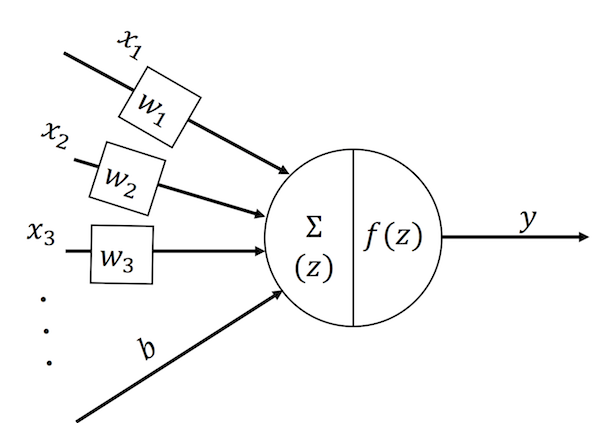 x₁
w₁
x₂
w₂
x₃
w₃
b
Σ
(z)
f(z)
y